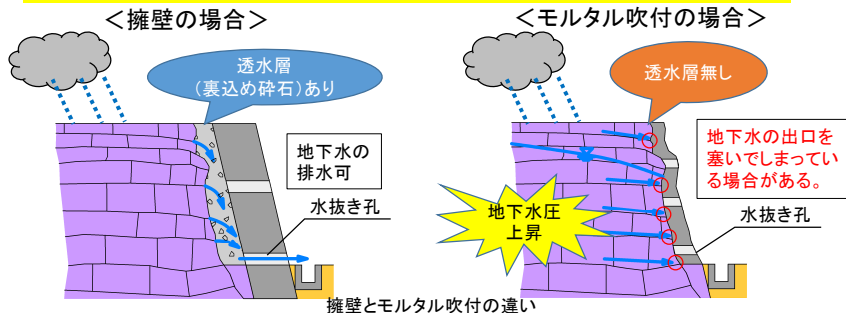 <擁壁の場合>
透水層
(裏込め砕石)あり
地下水の
排水可
水抜き孔
<モルタル吹付の場合>
透水層無し
地下水の出口を
塞いでしまってい
る場合がある。
地下水圧
上昇
水抜き孔
擁壁とモルタル吹付の違い